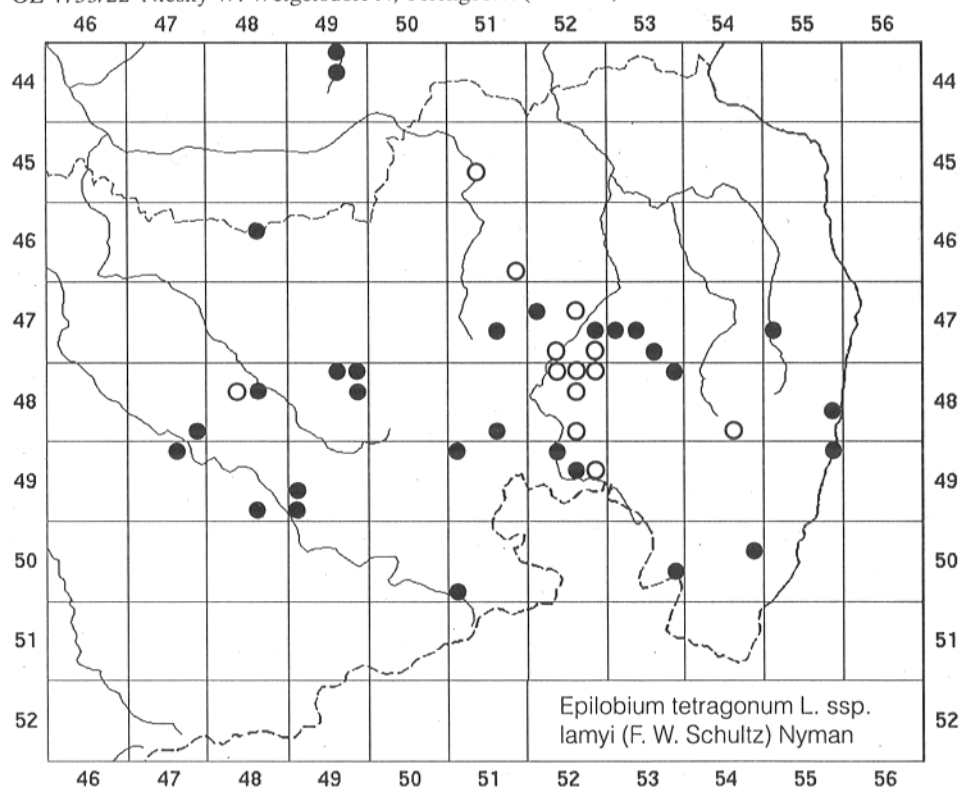 46 47 48 49 50 51 52 53 54 55 56
44 44
45 45
46 46
47 47
48 48
49 49
50 50
51 51
Epilobium tetragonum L. ssp.
52 52
lamyi (F. W. Schultz) Nyman
46 47 48 49 50 51 52 53 54 55 56